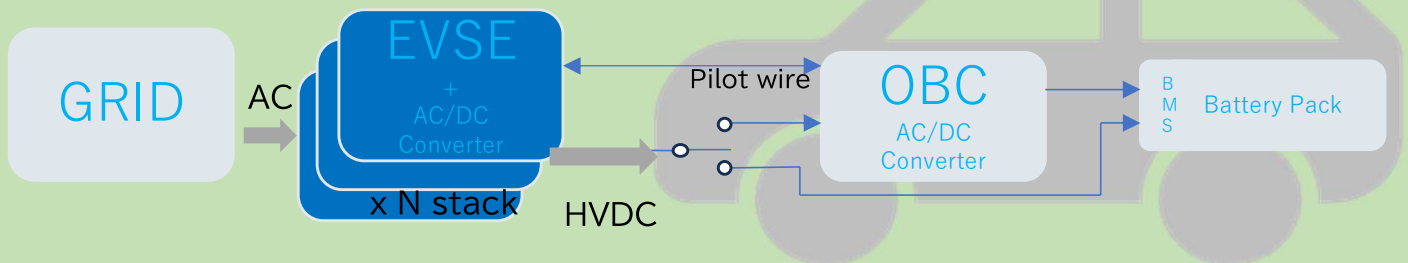 GRID
AC
EVSE
+
AC/DC
Converter
x N stack
HVDC
Pilot wire
OBC
AC/DC
Converter
B
M
S
Battery Pack